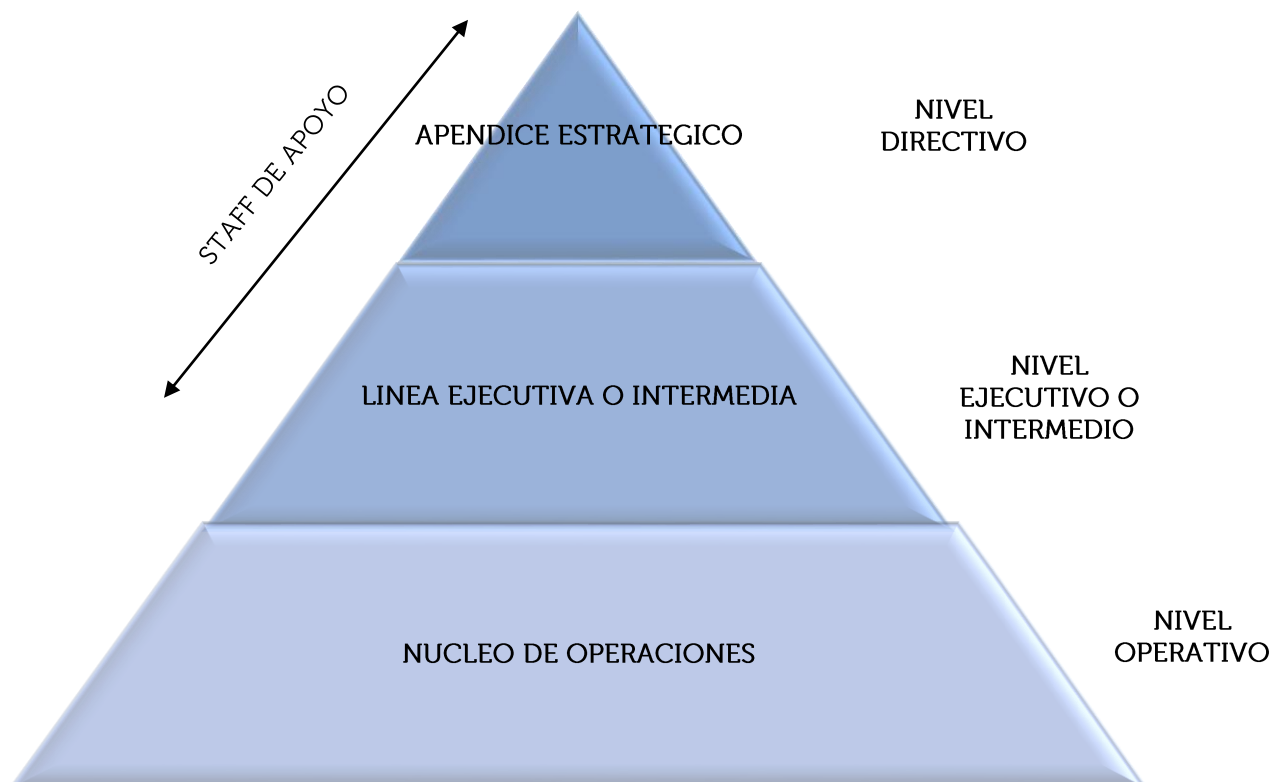 STAFF DE APOYO
APENDICE ESTRATEGICO
NIVEL
DIRECTIVO
LINEA EJECUTIVA O INTERMEDIA
NIVEL
EJECUTIVO O
INTERMEDIO
NUCLEO DE OPERACIONES
NIVEL
OPERATIVO